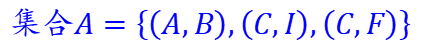 集合A = {(A, B), (C, I), (C, F)}